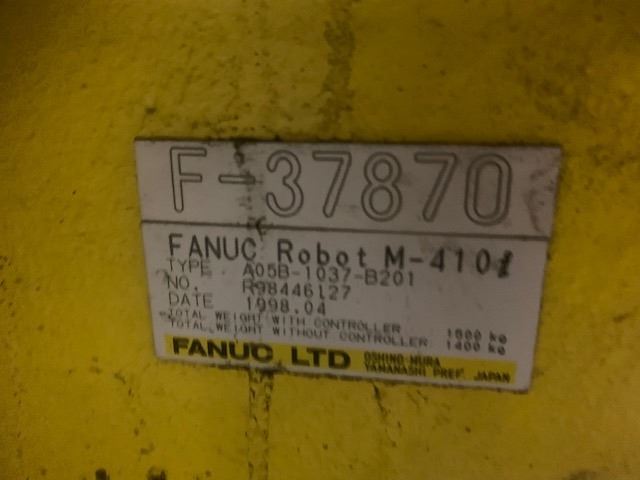 F-37870
FANUC Robot M-410i
TYPE A05B-1037-B201
NO. R98446127
DATE 1998.04
TOTAL WEIGHT WITH CONTROLLER 1500 kg
TOTAL WEIGHT WITHOUT CONTROLLER 1400 kg
FANUC LTD
OSHINO-MURA
YAMANASHI PREF. JAPAN